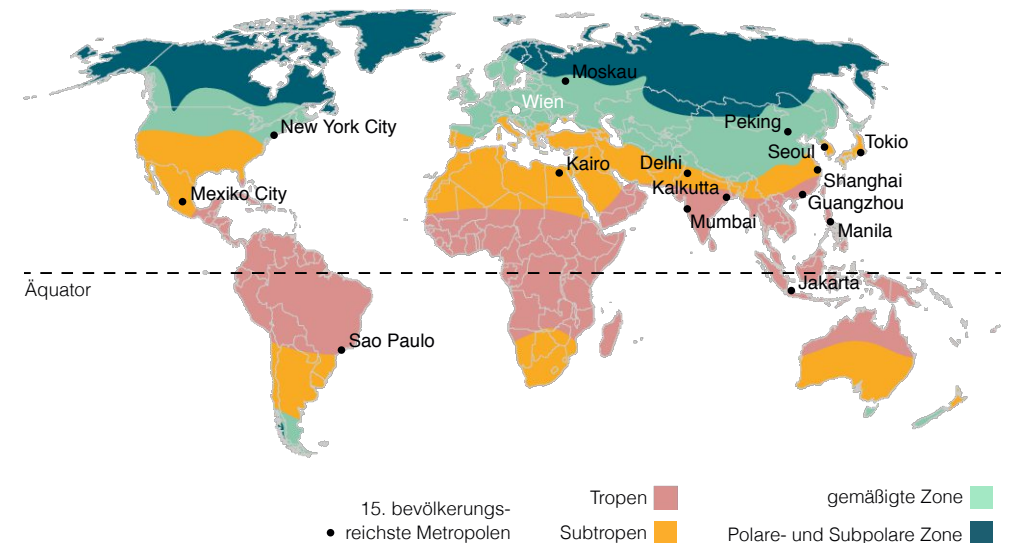 Moskau
Wien
New York City
Peking
Seoul
Tokio
Kairo
Delhi
Kalkutta
Shanghai
Mexiko City
Guangzhou
Mumbai
Manila
Äquator
Jakarta
Sao Paulo
15. bevölkerungs-
reichste Metropolen
Tropen
Subtropen
gemäßigte Zone
Polare- und Subpolare Zone